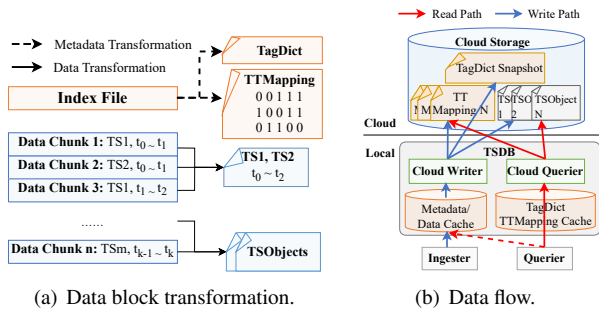 Metadata Transformation
Data Transformation
Index File
TagDict
TTMapping
0 0 1 1 1
1 0 0 1 1
0 1 1 0 0
Data Chunk 1: TS1, t0 ~ t1
Data Chunk 2: TS2, t0 ~ t1
Data Chunk 3: TS1, t1 ~ t2
TS1, TS2
t0 ~ t2
......
Data Chunk n: TSm, tk-1 ~ tk
TSObjects
(a) Data block transformation.
Read Path
Write Path
Cloud Storage
TagDict Snapshot
TT
Mapping N
TS
1
TSO
2
TSObject
N
Cloud
Local
TSDB
Cloud Writer
Cloud Querier
Metadata/
Data Cache
TagDict
TTMapping Cache
Ingester
Querier
(b) Data flow.